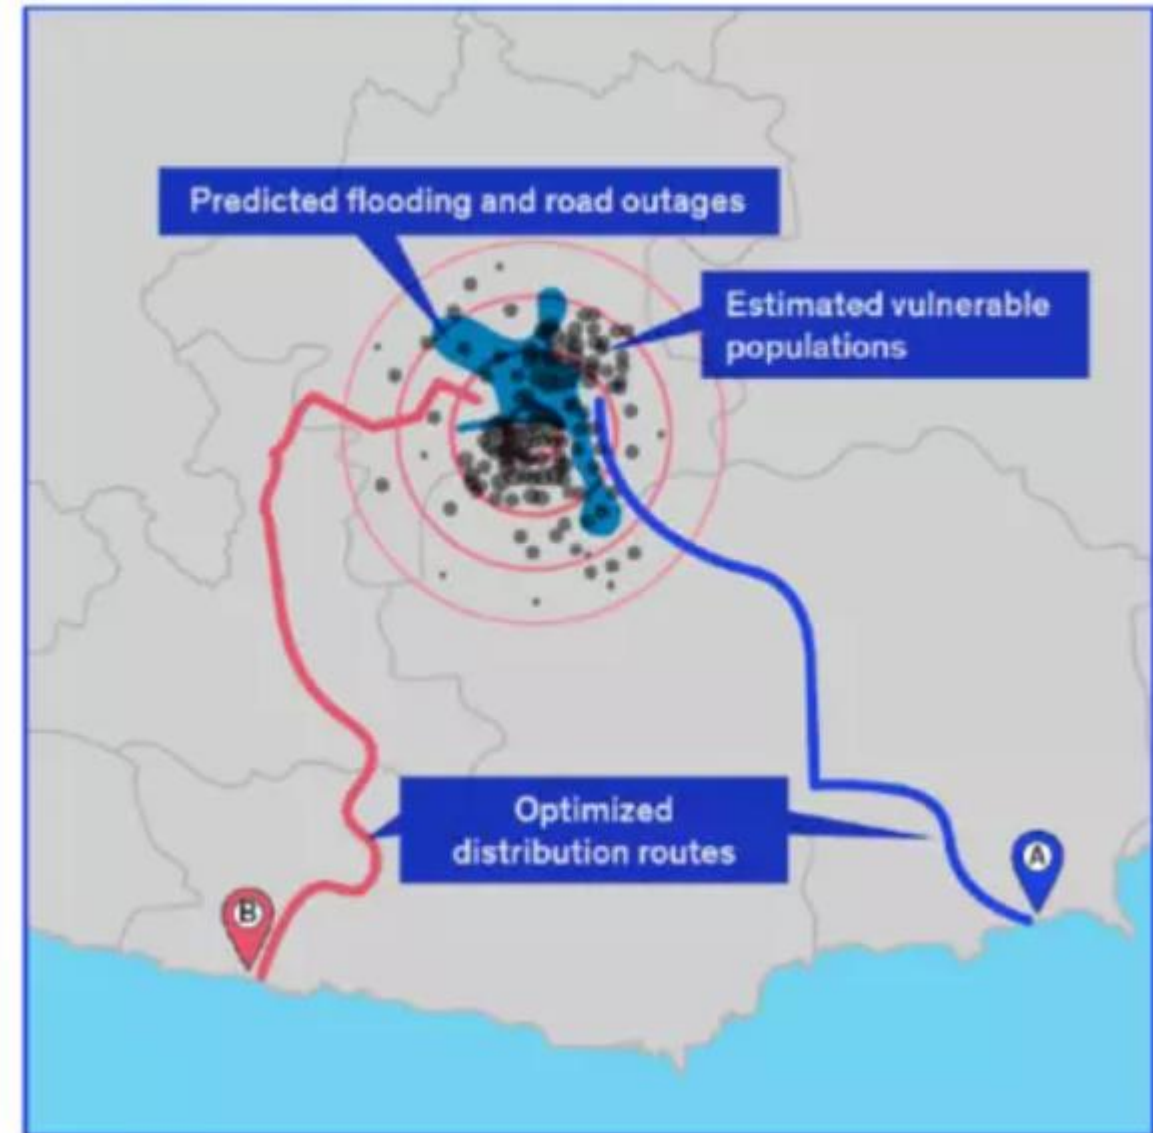 Predicted flooding and road outages
Estimated vulnerable
populations
Optimized
distribution routes
A
B